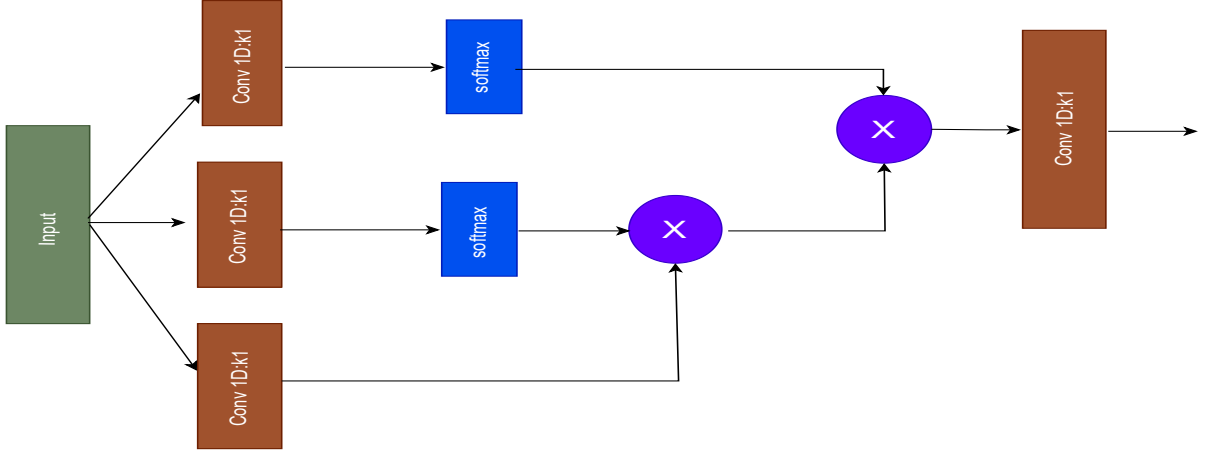 Input
Conv 1D:k1
softmax
X
Conv 1D:k1
Conv 1D:k1
softmax
X
Conv 1D:k1